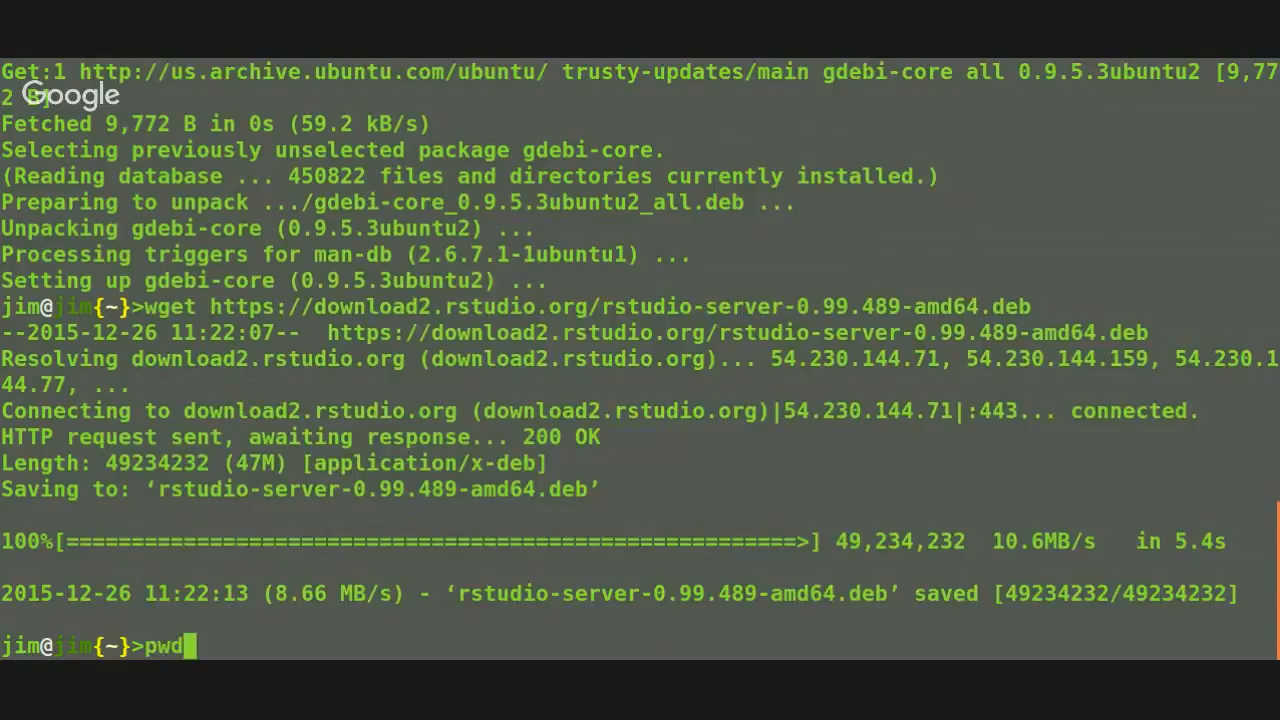 Get:1 http://us.archive.ubuntu.com/ubuntu/ trusty-updates/main gdebi-core all 0.9.5.3ubuntu2 [9,77
2 B]
Google
Fetched 9,772 B in 0s (59.2 kB/s)
Selecting previously unselected package gdebi-core.
(Reading database ... 450822 files and directories currently installed.)
Preparing to unpack .../gdebi-core_0.9.5.3ubuntu2_all.deb ...
Unpacking gdebi-core (0.9.5.3ubuntu2) ...
Processing triggers for man-db (2.6.7.1-1ubuntu1) ...
Setting up gdebi-core (0.9.5.3ubuntu2) ...
jim@jim{~}>wget https://download2.rstudio.org/rstudio-server-0.99.489-amd64.deb
--2015-12-26 11:22:07--  https://download2.rstudio.org/rstudio-server-0.99.489-amd64.deb
Resolving download2.rstudio.org (download2.rstudio.org)... 54.230.144.71, 54.230.144.159, 54.230.1
44.77, ...
Connecting to download2.rstudio.org (download2.rstudio.org)|54.230.144.71|:443... connected.
HTTP request sent, awaiting response... 200 OK
Length: 49234232 (47M) [application/x-deb]
Saving to: ‘rstudio-server-0.99.489-amd64.deb’
100%[========================================================>] 49,234,232  10.6MB/s   in 5.4s
2015-12-26 11:22:13 (8.66 MB/s) - ‘rstudio-server-0.99.489-amd64.deb’ saved [49234232/49234232]
jim@jim{~}>pwd